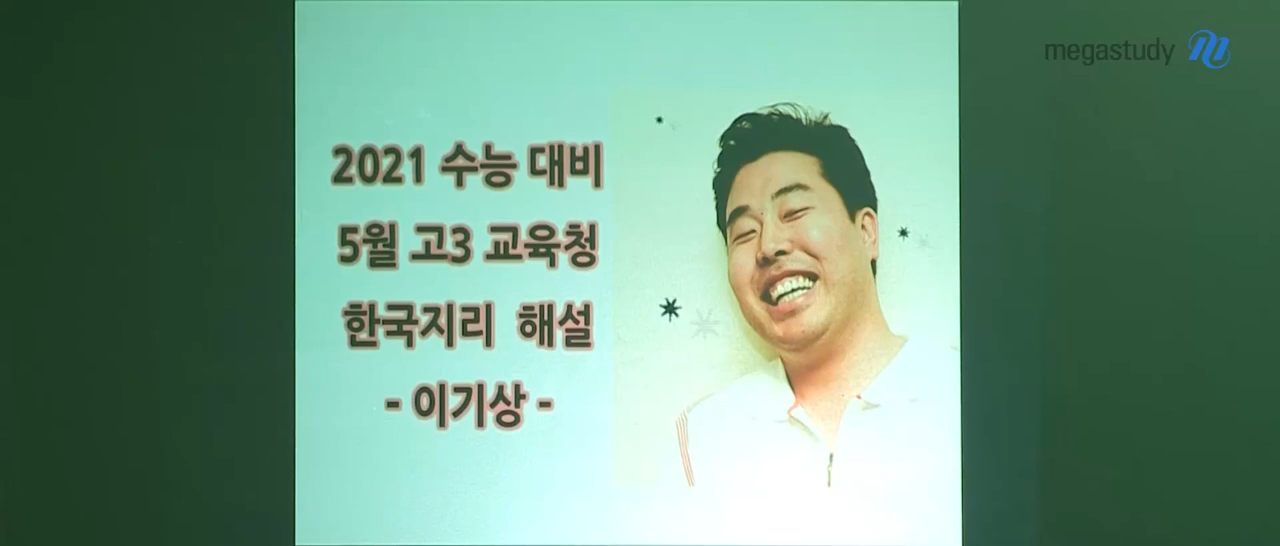 megastudy
2021 수능 대비
5월 고3 교육청
한국지리 해설
- 이기상 -